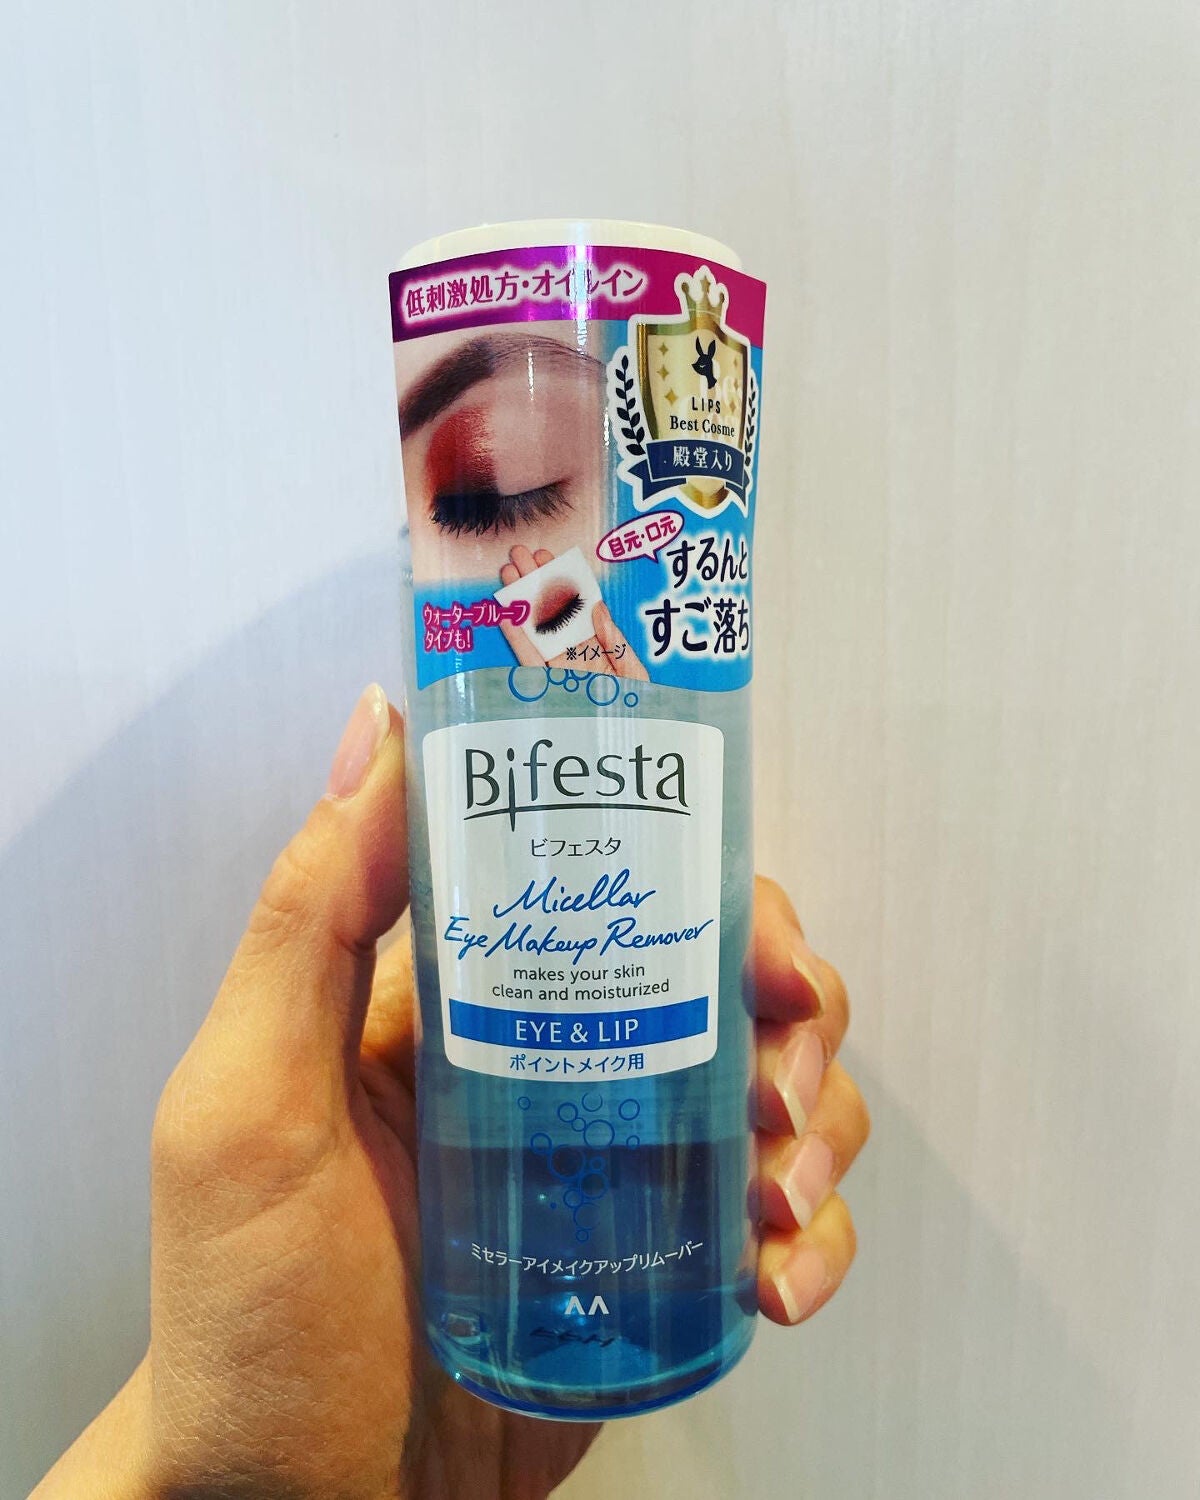 低刺激処方・オイルイン
LIPS
Best Cosme
殿堂入り
目元・口元
するんと
すご落ち
ウォータープルーフ
タイプも!
※イメージ
Bifesta
ビフェスタ
Micellar
Eye Makeup Remover
makes your skin
clean and moisturized
EYE & LIP
ポイントメイク用
ミセラーアイメイクアップリムーバー